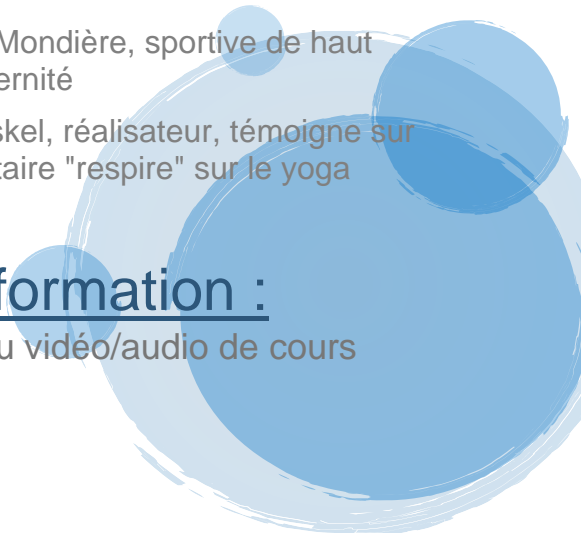 Mondière, sportive de haut
ernité
skel, réalisateur, témoigne sur
taire "respire" sur le yoga
formation :
u vidéo/audio de cours